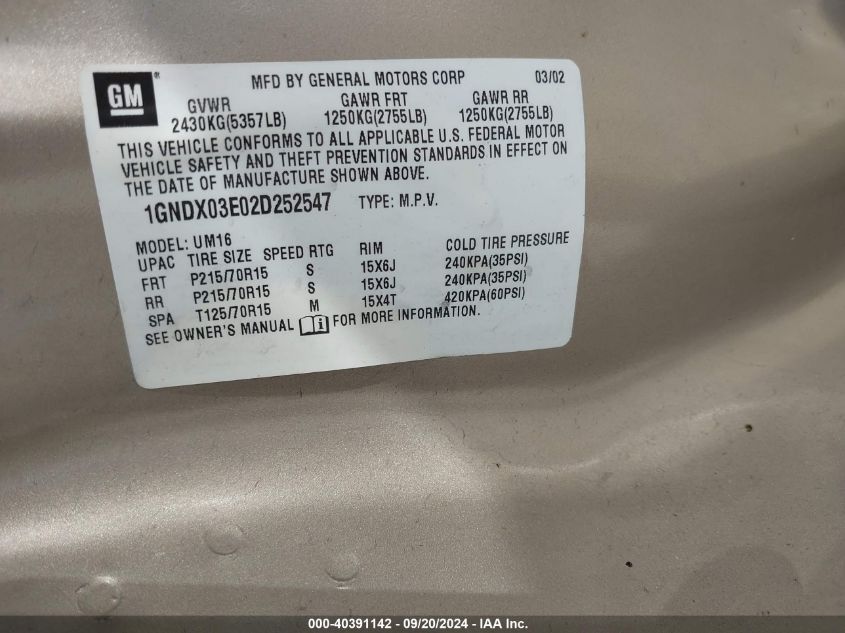 GM ® MFD BY GENERAL MOTORS CORP 03/02
GVWR GAWR FRT GAWR RR
2430KG(5357LB) 1250KG(2755LB) 1250KG(2755LB)
THIS VEHICLE CONFORMS TO ALL APPLICABLE U.S. FEDERAL MOTOR
VEHICLE SAFETY AND THEFT PREVENTION STANDARDS IN EFFECT ON
THE DATE OF MANUFACTURE SHOWN ABOVE.
1GNDX03E02D252547 TYPE: M.P.V.
MODEL: UM16
UPAC TIRE SIZE SPEED RTG RIM COLD TIRE PRESSURE
FRT P215/70R15 S 15X6J 240KPA(35PSI)
RR P215/70R15 S 15X6J 240KPA(35PSI)
SPA T125/70R15 M 15X4T 420KPA(60PSI)
SEE OWNER'S MANUAL i FOR MORE INFORMATION.
000-40391142 - 09/20/2024 - IAA Inc.